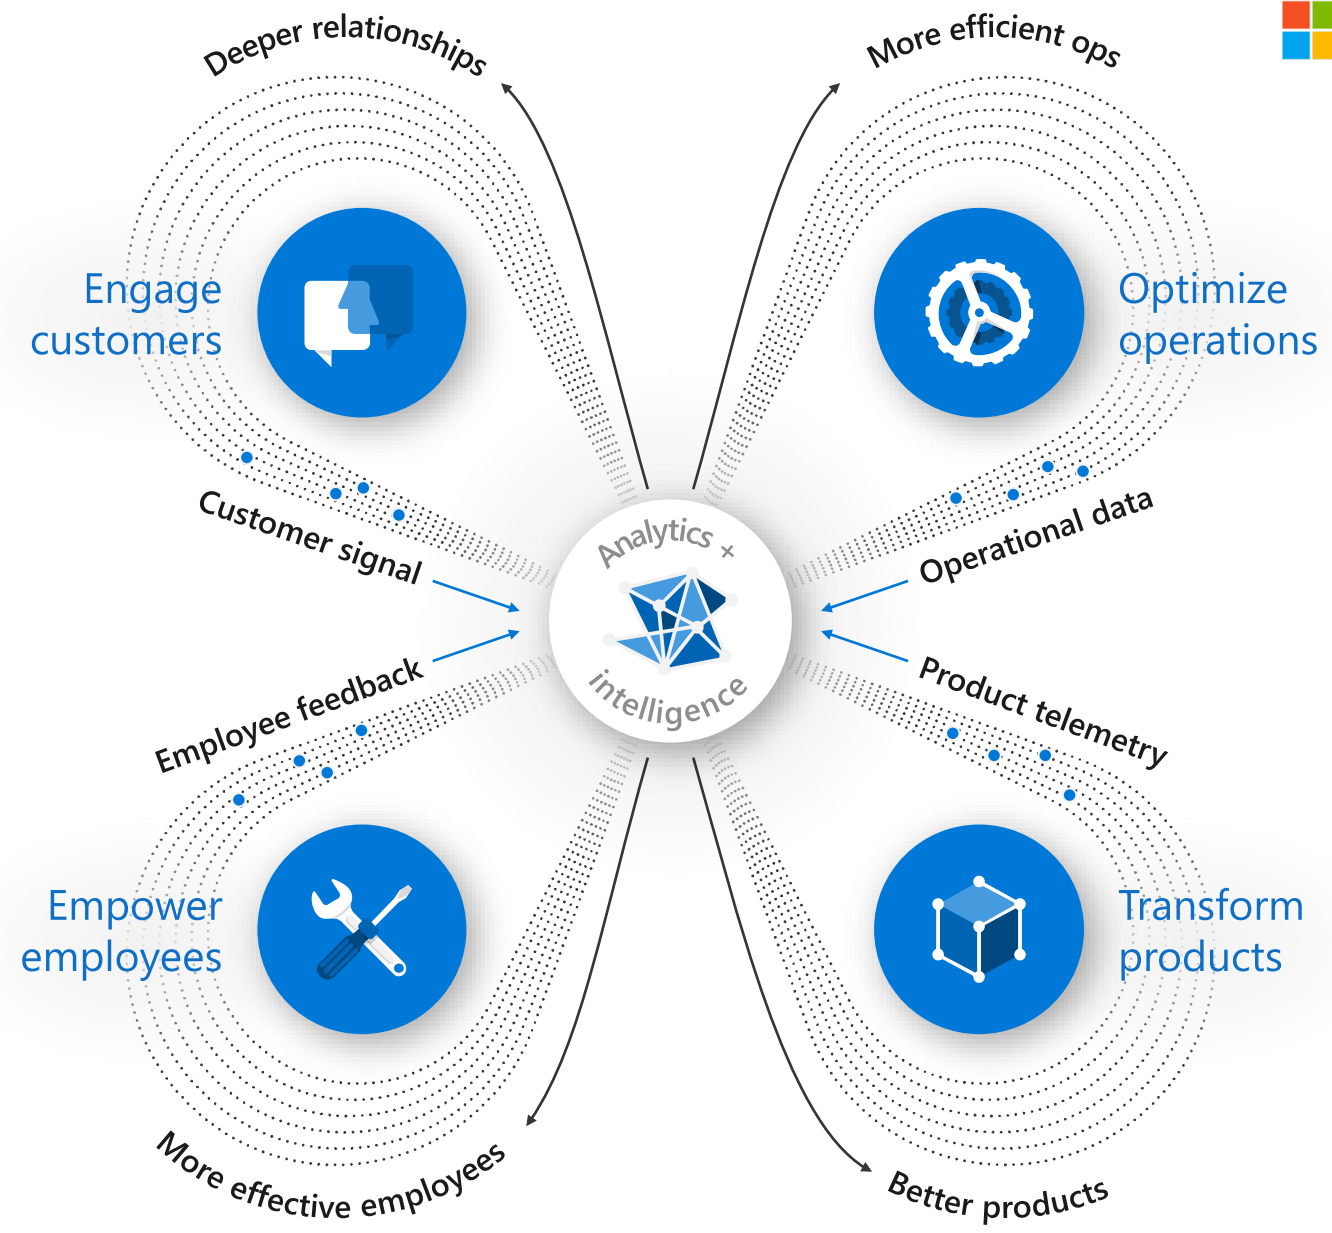 Deeper relationships
More efficient ops
Engage
customers
Optimize
operations
Customer signal
Operational data
Analytics +
intelligence
Employee feedback
Product telemetry
Empower
employees
Transform
products
More effective employees
Better products